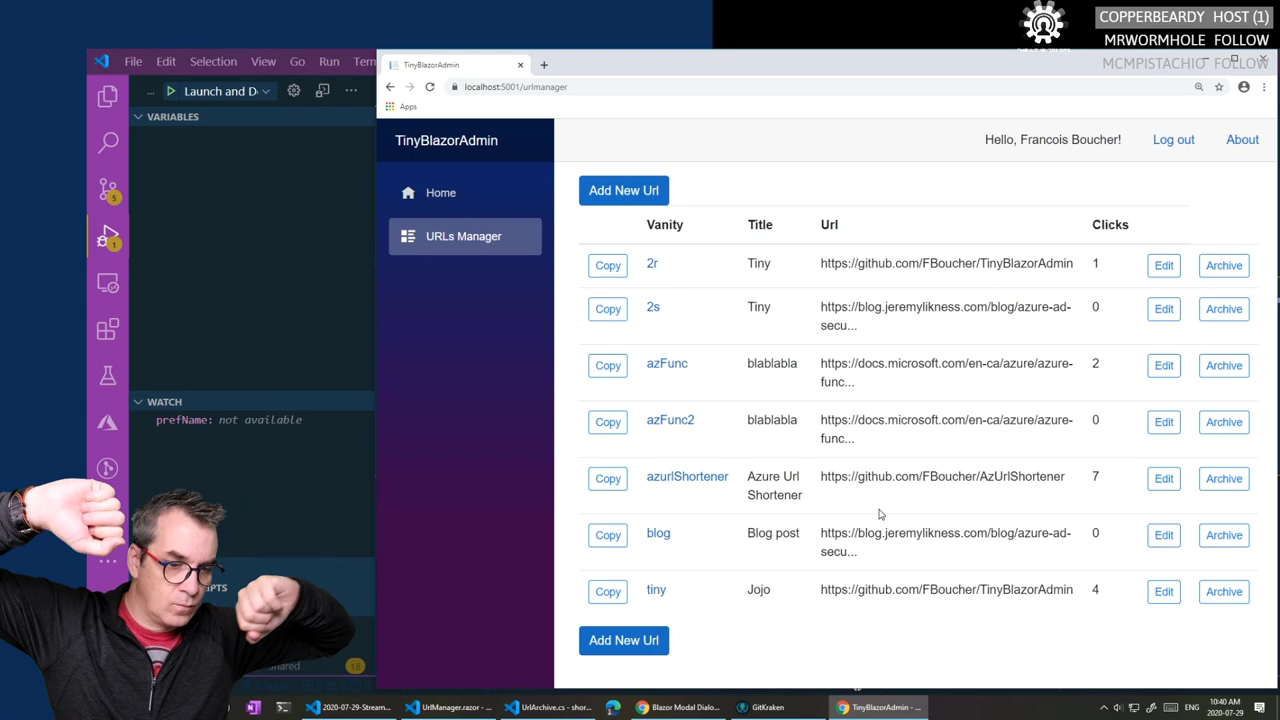 COPPERBEARDY HOST (1)
MRWORMHOLE FOLLOW
MCMPISTACHIO FOLLOW
File Edit Selection View Go Run Term
TinyBlazorAdmin
localhost:5001/urlmanager
Apps
... Launch and D
VARIABLES
5
1
WATCH
prefName: not available
Shared
18
TinyBlazorAdmin
Home
URLs Manager
Hello, Francois Boucher! Log out About
Add New Url
Vanity Title Url Clicks
Copy 2r Tiny https://github.com/FBoucher/TinyBlazorAdmin 1 Edit Archive
Copy 2s Tiny https://blog.jeremylikness.com/blog/azure-ad-
secu... 0 Edit Archive
Copy azFunc blablabla https://docs.microsoft.com/en-ca/azure/azure-
func... 2 Edit Archive
Copy azFunc2 blablabla https://docs.microsoft.com/en-ca/azure/azure-
func... 0 Edit Archive
Copy azurlShortener Azure Url
Shortener https://github.com/FBoucher/AzUrlShortener 7 Edit Archive
Copy blog Blog post https://blog.jeremylikness.com/blog/azure-ad-
secu... 0 Edit Archive
Copy tiny Jojo https://github.com/FBoucher/TinyBlazorAdmin 4 Edit Archive
Add New Url
2020-07-29-Stream... UrlManager.razor - ... UrlArchive.cs - shor... Blazor Modal Dialo... GitKraken TinyBlazorAdmin - ...
ENG
10:40 AM
2020-07-29